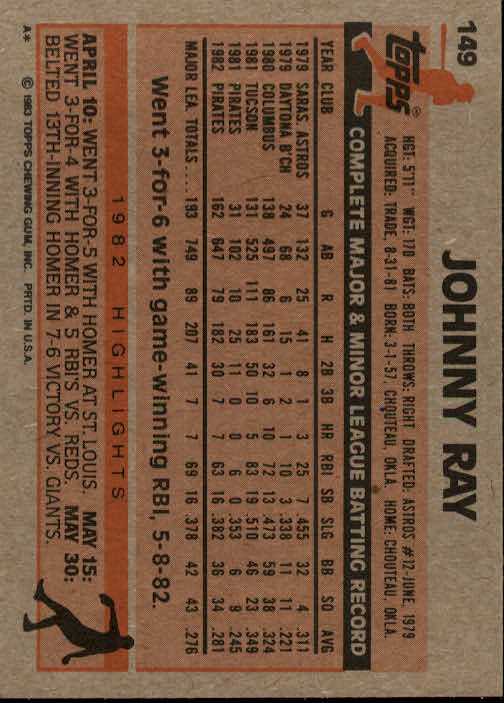 149
topps®
JOHNNY RAY
HGT: 5'11" WGT: 170 BATS: BOTH THROWS: RIGHT DRAFTED: ASTROS #12-JUNE, 1979
ACQUIRED: TRADE 8-31-81 BORN: 3-1-57, CHOUTEAU, OKLA. HOME: CHOUTEAU, OKLA.
COMPLETE MAJOR & MINOR LEAGUE BATTING RECORD
YEAR CLUB G AB R H 2B 3B HR RBI SB SLG BB SO AVG
1979 SARAS. ASTROS 37 132 25 41 8 1 3 25 7 .455 32 4 .311
1979 DAYTONA B'CH 24 68 6 15 1 2 1 10 3 .338 11 11 .221
1980 COLUMBUS 138 497 86 161 32 6 10 72 13 .473 59 38 .324
1981 TUCSON 131 525 111 183 50 10 5 83 19 .510 46 23 .349
1981 PIRATES 31 102 10 25 11 0 0 6 0 .353 6 9 .245
1982 PIRATES 162 647 79 182 30 7 7 63 16 .382 36 34 .281
MAJOR LEA. TOTALS .... 193 749 89 207 41 7 7 69 16 .378 42 43 .276
Went 3-for-6 with game-winning RBI, 5-8-82.
1982 HIGHLIGHTS
APRIL 10: WENT 3-FOR-5 WITH HOMER AT ST. LOUIS. MAY 15:
WENT 3-FOR-4 WITH HOMER & 5 RBI'S VS. REDS. MAY 30:
BELTED 13TH-INNING HOMER IN 7-6 VICTORY VS. GIANTS.
A* © 1983 TOPPS CHEWING GUM, INC. PRTD. IN U.S.A.